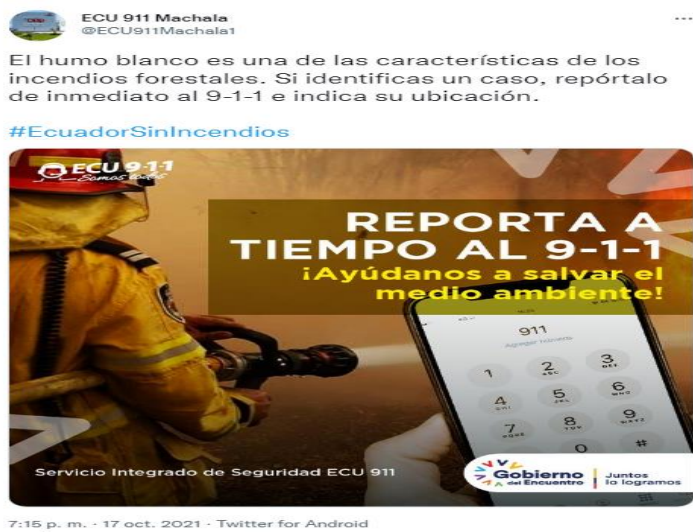 ECU 911 Machala
@ECU911Machala1
El humo blanco es una de las características de los
incendios forestales. Si identificas un caso, repórtalo
de inmediato al 9-1-1 e indica su ubicación.
#EcuadorSinIncendios
ECU 9-1-1
Somos todos
REPORTA A
TIEMPO AL 9-1-1
¡Ayúdanos a salvar el
medio ambiente!
911
Agregar número
1 2 ABC 3 DEF
4 GHI 5 JKL 6 MNO
7 PQRS 8 TUV 9 WXYZ
0 #
Servicio Integrado de Seguridad ECU 911
Gobierno
del Encuentro
Juntos
lo logramos
7:15 p. m. · 17 oct. 2021 · Twitter for Android